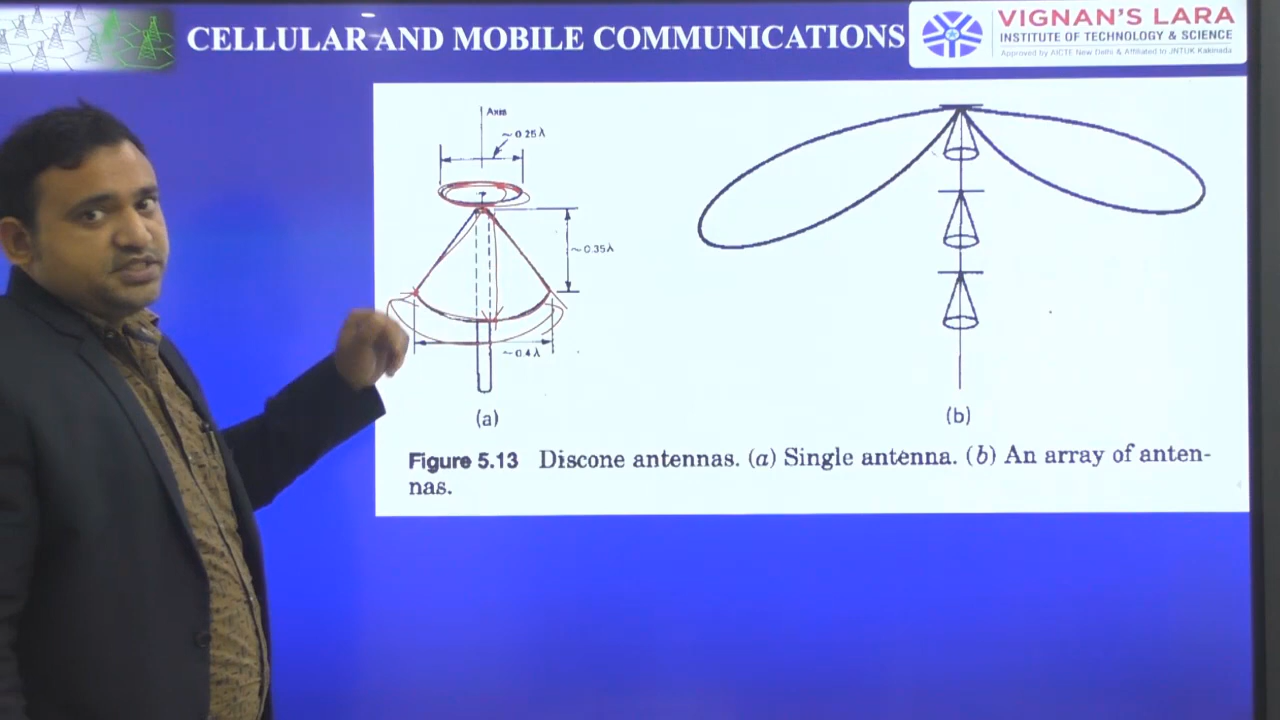 CELLULAR AND MOBILE COMMUNICATIONS
VIGNAN'S LARA
INSTITUTE OF TECHNOLOGY & SCIENCE
Approved by AICTE New Delhi & Affiliated to JNTUK Kakinada
Axis
~0 25λ
~0.35λ
~0 4 λ
(a)
(b)
Figure 5.13 Discone antennas. (a) Single antenna. (b) An array of anten-
nas.